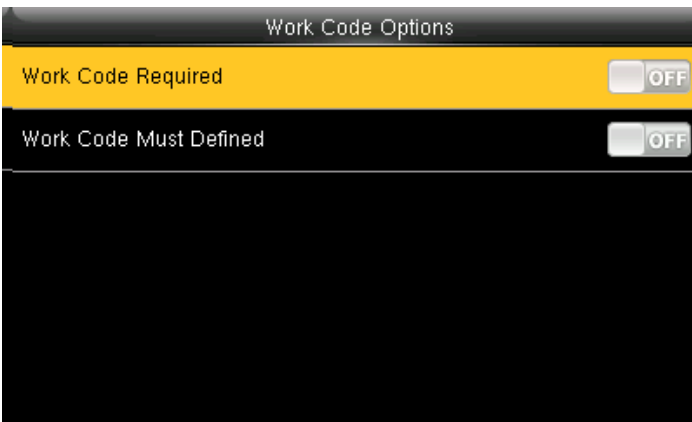 Work Code Options
Work Code Required OFF
Work Code Must Defined OFF